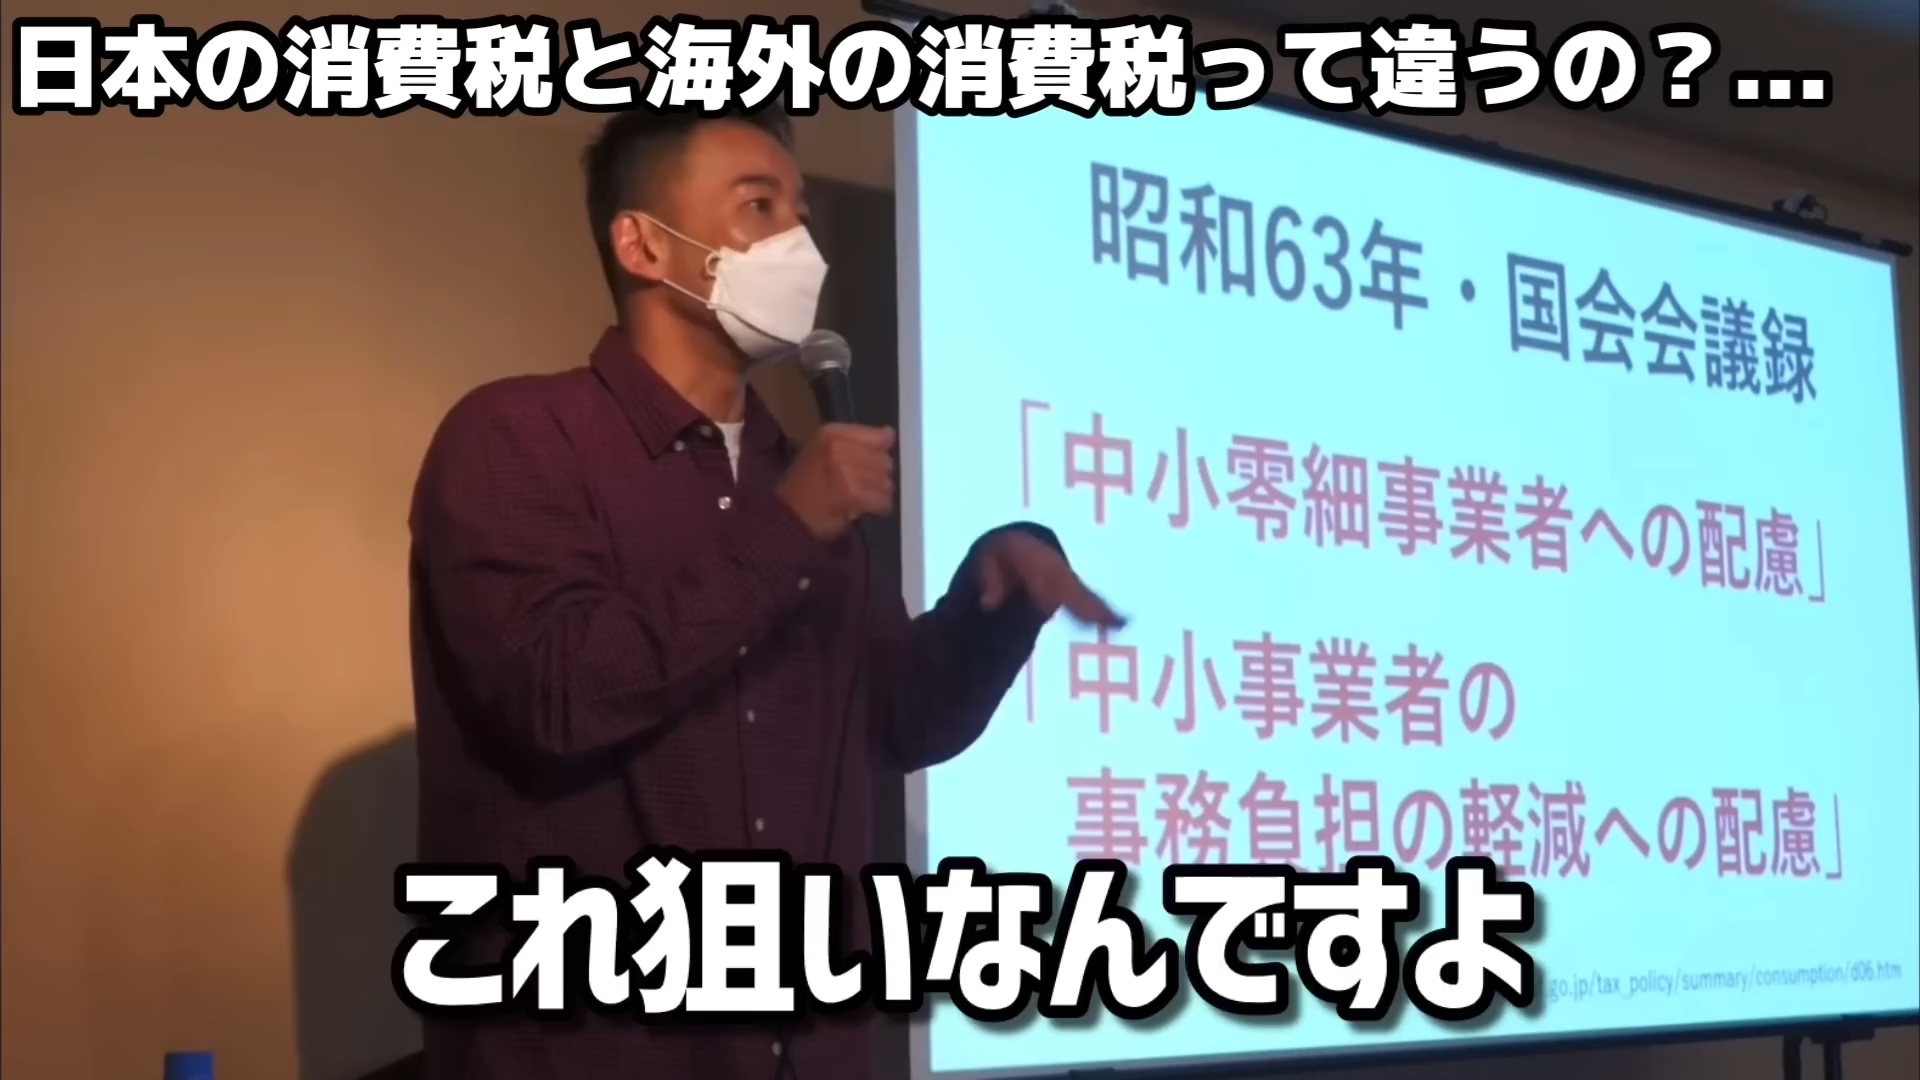 日本の消費税と海外の消費税って違うの？...
昭和63年・国会会議録
「中小零細事業者への配慮」
「中小事業者の
事務負担の軽減への配慮」
.go.jp/tax_policy/summary/consumption/d06.htm
これ狙いなんですよ